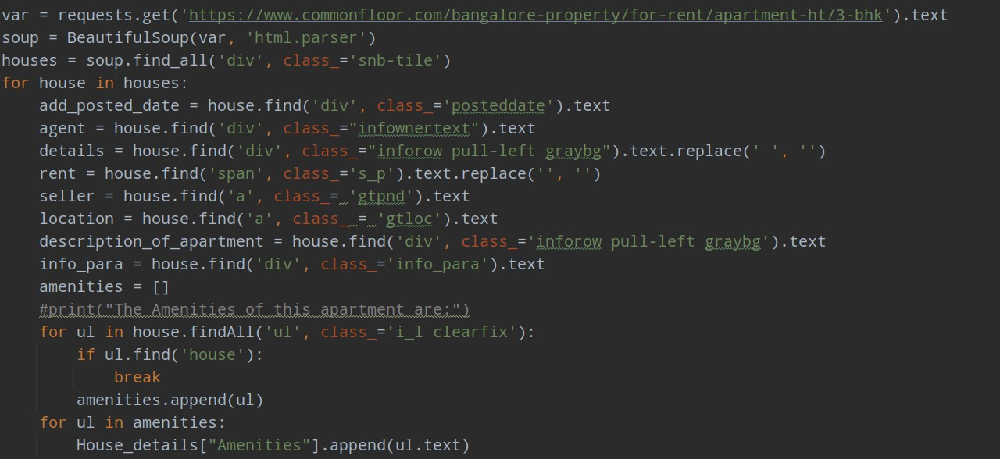 var = requests.get('https://www.commonfloor.com/bangalore-property/for-rent/apartment-ht/3-bhk').text
soup = BeautifulSoup(var, 'html.parser')
houses = soup.find_all('div', class_='snb-tile')
for house in houses:
    add_posted_date = house.find('div', class_='posteddate').text
    agent = house.find('div', class_="infownertext").text
    details = house.find('div', class_="inforow pull-left graybg").text.replace(' ', '')
    rent = house.find('span', class_='s_p').text.replace('', '')
    seller = house.find('a', class_= 'gtpnd').text
    location = house.find('a', class_ = 'gtloc').text
    description_of_apartment = house.find('div', class_='inforow pull-left graybg').text
    info_para = house.find('div', class_='info_para').text
    amenities = []
    #print("The Amenities of this apartment are:")
    for ul in house.findAll('ul', class_='i_l clearfix'):
        if ul.find('house'):
            break
        amenities.append(ul)
    for ul in amenities:
        House_details["Amenities"].append(ul.text)